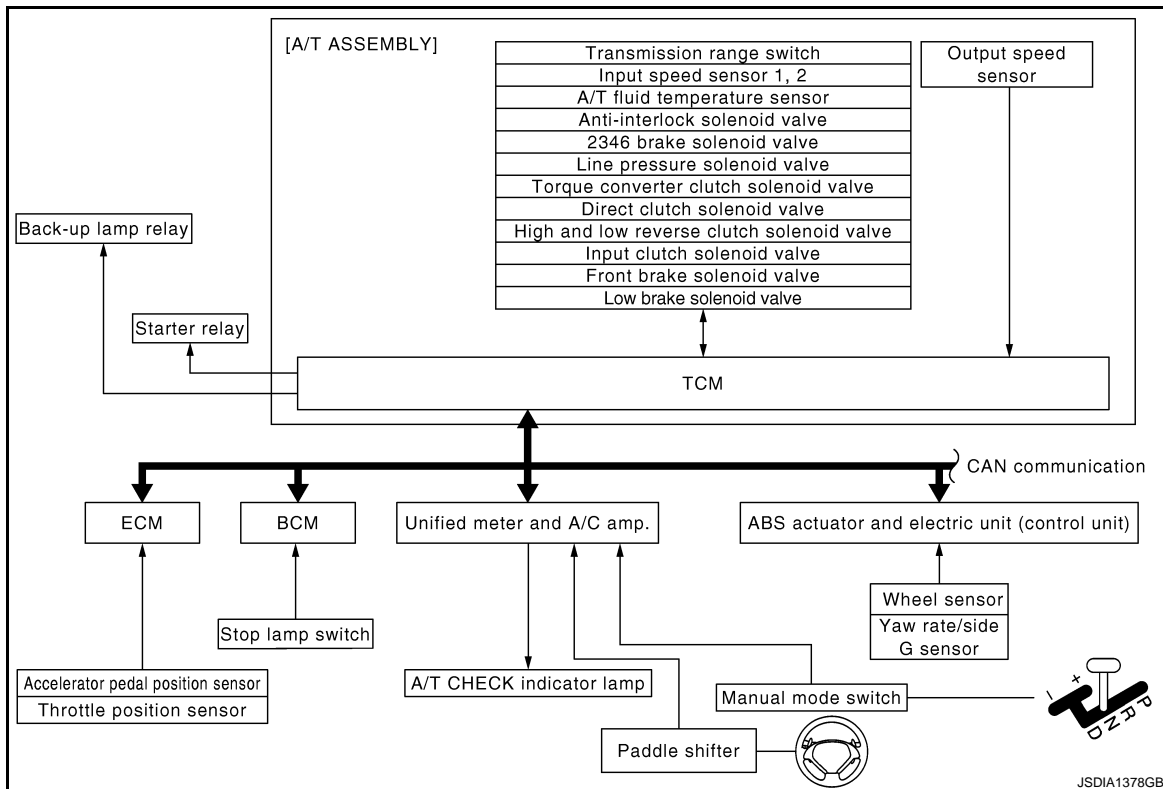 [A/T ASSEMBLY]
Transmission range switch
Input speed sensor 1, 2
A/T fluid temperature sensor
Anti-interlock solenoid valve
2346 brake solenoid valve
Line pressure solenoid valve
Torque converter clutch solenoid valve
Direct clutch solenoid valve
High and low reverse clutch solenoid valve
Input clutch solenoid valve
Front brake solenoid valve
Low brake solenoid valve
Output speed
sensor
Back-up lamp relay
Starter relay
TCM
CAN communication
ECM
BCM
Unified meter and A/C amp.
ABS actuator and electric unit (control unit)
Wheel sensor
Yaw rate/side
G sensor
Stop lamp switch
Accelerator pedal position sensor
Throttle position sensor
A/T CHECK indicator lamp
Manual mode switch
+
−
P
R
N
D
Paddle shifter
JSDIA1378GB